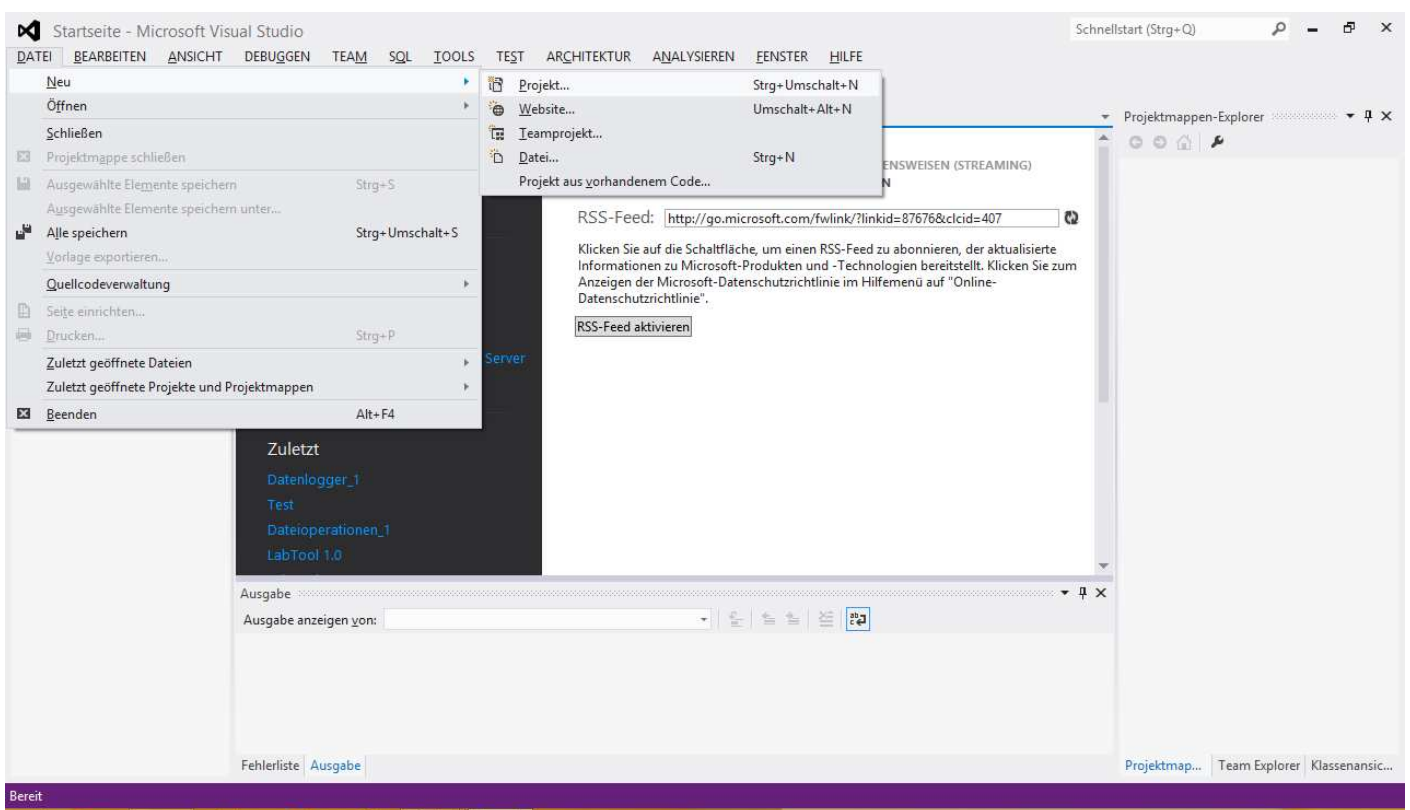 Startseite - Microsoft Visual Studio
Schnellstart (Strg+Q)
DATEI BEARBEITEN ANSICHT DEBUGGEN TEAM SQL TOOLS TEST ARCHITEKTUR ANALYSIEREN FENSTER HILFE
Neu
Öffnen
Schließen
Projektmappe schließen
Ausgewählte Elemente speichern Strg+S
Ausgewählte Elemente speichern unter...
Alle speichern Strg+Umschalt+S
Vorlage exportieren...
Quellcodeverwaltung
Seite einrichten...
Drucken... Strg+P
Zuletzt geöffnete Dateien
Zuletzt geöffnete Projekte und Projektmappen
Beenden Alt+F4
Projekt... Strg+Umschalt+N
Website... Umschalt+Alt+N
Teamprojekt...
Datei... Strg+N
Projekt aus vorhandenem Code...
ENSWEISEN (STREAMING)
N
RSS-Feed: http://go.microsoft.com/fwlink/?linkid=87676&clcid=407
Klicken Sie auf die Schaltfläche, um einen RSS-Feed zu abonnieren, der aktualisierte
Informationen zu Microsoft-Produkten und -Technologien bereitstellt. Klicken Sie zum
Anzeigen der Microsoft-Datenschutzrichtlinie im Hilfemenü auf "Online-
Datenschutzrichtlinie".
RSS-Feed aktivieren
Server
Zuletzt
Datenlogger_1
Test
Dateioperationen_1
LabTool 1.0
Projektmappen-Explorer
Ausgabe
Ausgabe anzeigen von:
Fehlerliste Ausgabe
Projektmap... Team Explorer Klassenansic...
Bereit